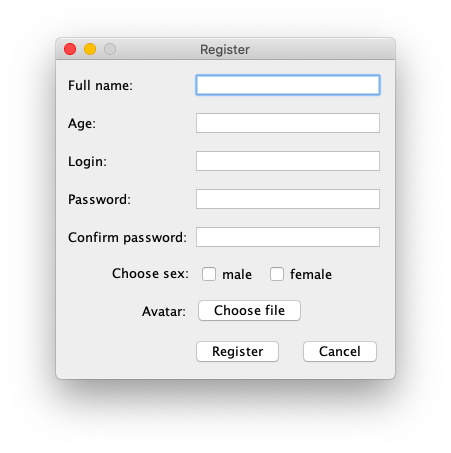 Register
Full name:
Age:
Login:
Password:
Confirm password:
Choose sex: male female
Avatar: Choose file
Register Cancel